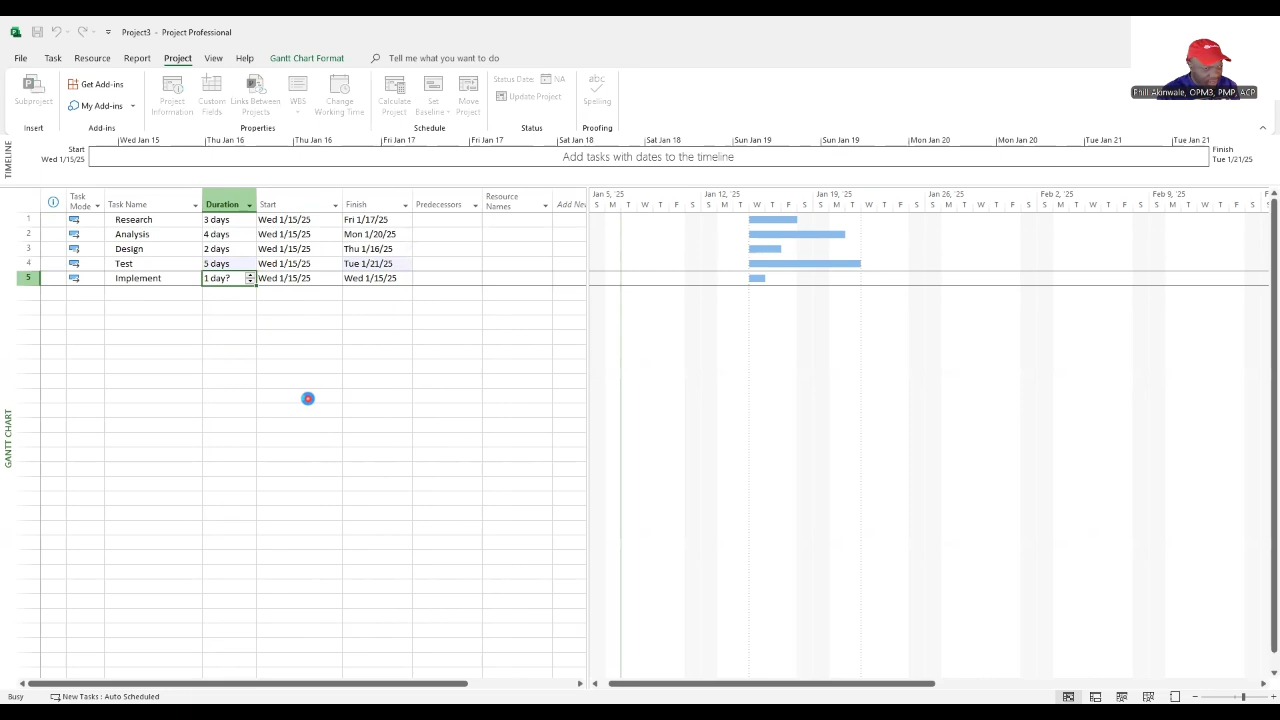 Project3 - Project Professional
File Task Resource Report Project View Help Gantt Chart Format Tell me what you want to do
Phill Akinwale, OPM3, PMP, ACP
Subproject
Get Add-ins
My Add-ins
Project Information
Custom Fields
Links Between Projects
WBS
Change Working Time
Calculate Project
Set Baseline
Move Project
Status Date: NA
Update Project
abc
Spelling
Insert Add-ins Properties Schedule Status Proofing
TIMELINE
Wed Jan 15 Thu Jan 16 Thu Jan 16 Fri Jan 17 Fri Jan 17 Sat Jan 18 Sat Jan 18 Sun Jan 19 Sun Jan 19 Mon Jan 20 Mon Jan 20 Tue Jan 21 Tue Jan 21
Start
Wed 1/15/25
Add tasks with dates to the timeline
Finish
Tue 1/21/25
Task Mode Task Name Duration Start Finish Predecessors Resource Names Add New
Jan 5, '25 Jan 12, '25 Jan 19, '25 Jan 26, '25 Feb 2, '25 Feb 9, '25 F
S M T W T F S S M T W T F S S M T W T F S S M T W T F S S M T W T F S S M T W T F S
1 Research 3 days Wed 1/15/25 Fri 1/17/25
2 Analysis 4 days Wed 1/15/25 Mon 1/20/25
3 Design 2 days Wed 1/15/25 Thu 1/16/25
4 Test 5 days Wed 1/15/25 Tue 1/21/25
5 Implement 1 day? Wed 1/15/25 Wed 1/15/25
GANTT CHART
Busy New Tasks : Auto Scheduled